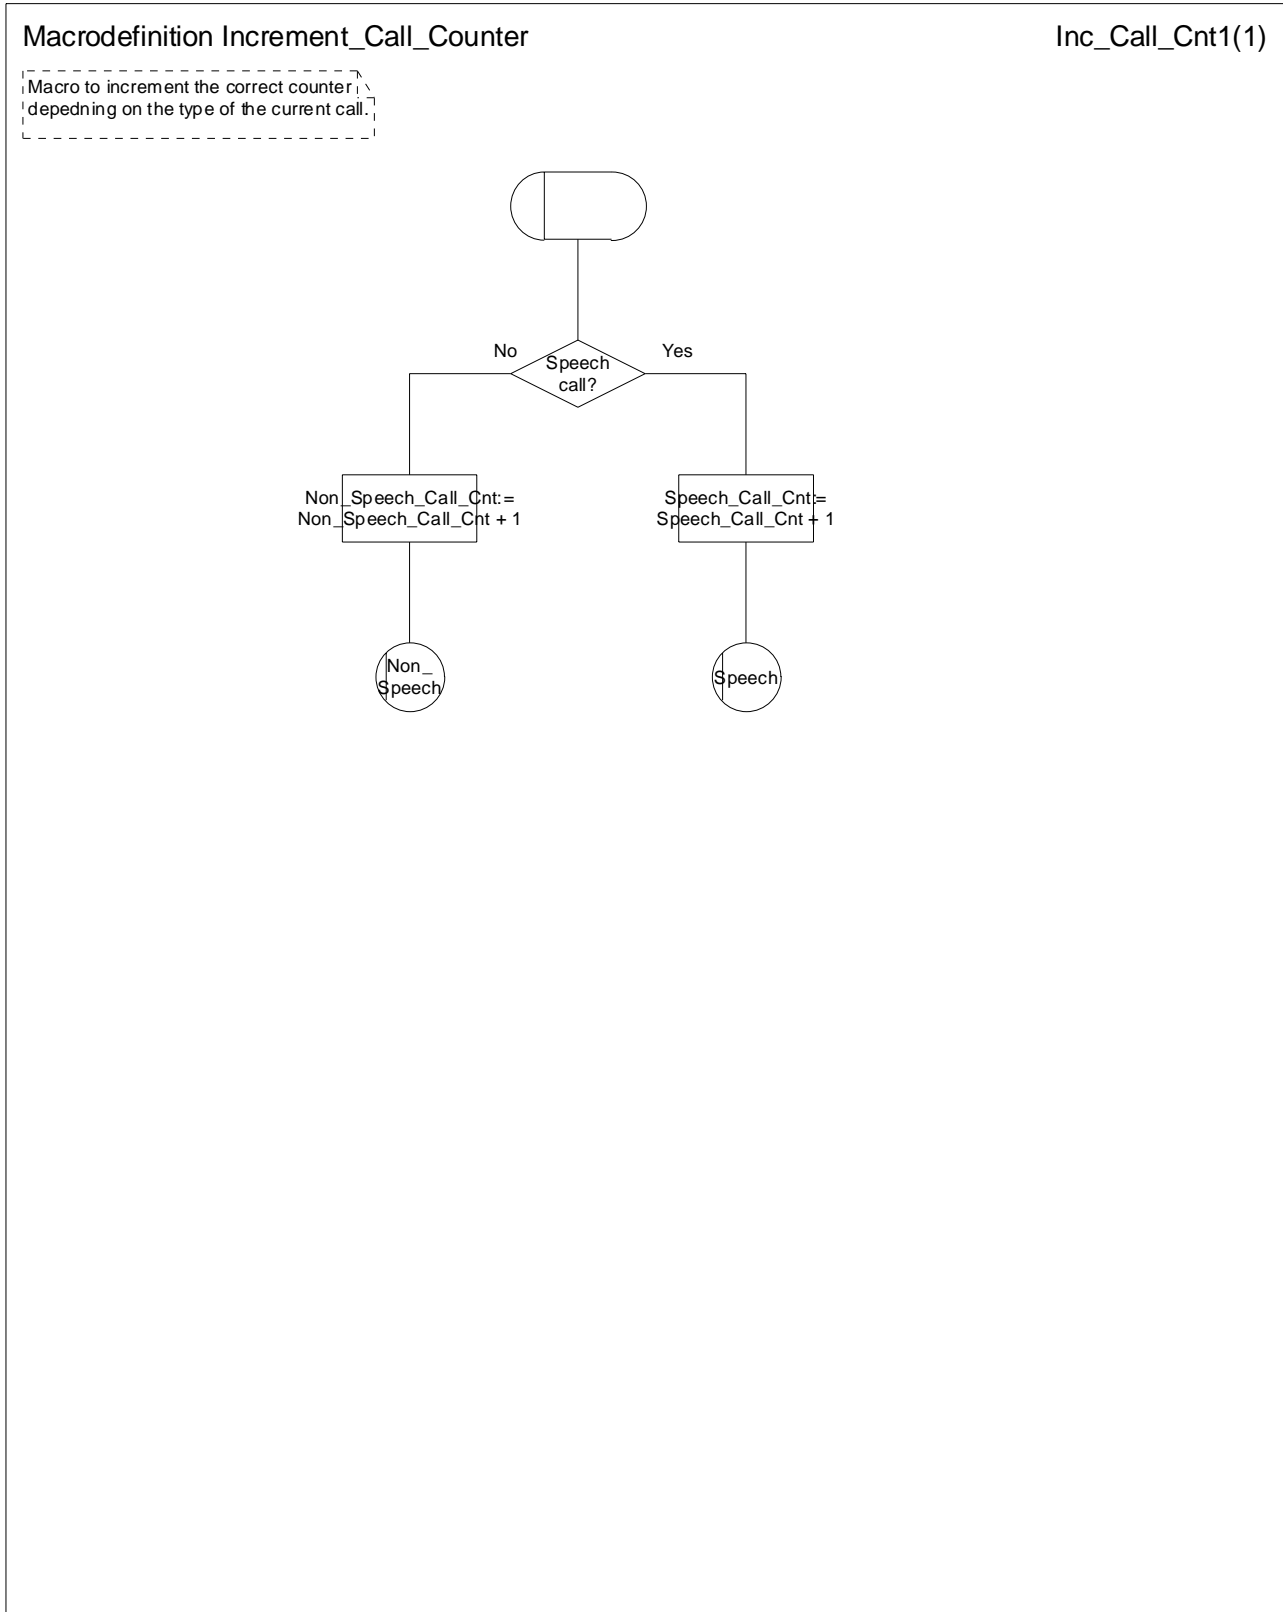 Macrodefinition Increment_Call_Counter
Inc_Call_Cnt1(1)
Macro to increment the correct counter
depedning on the type of the current call.
No
Yes
Speech
call?
Non_Speech_Call_Cnt:=
Non_Speech_Call_Cnt + 1
Speech_Call_Cnt:=
Speech_Call_Cnt + 1
Non_
Speech
Speech